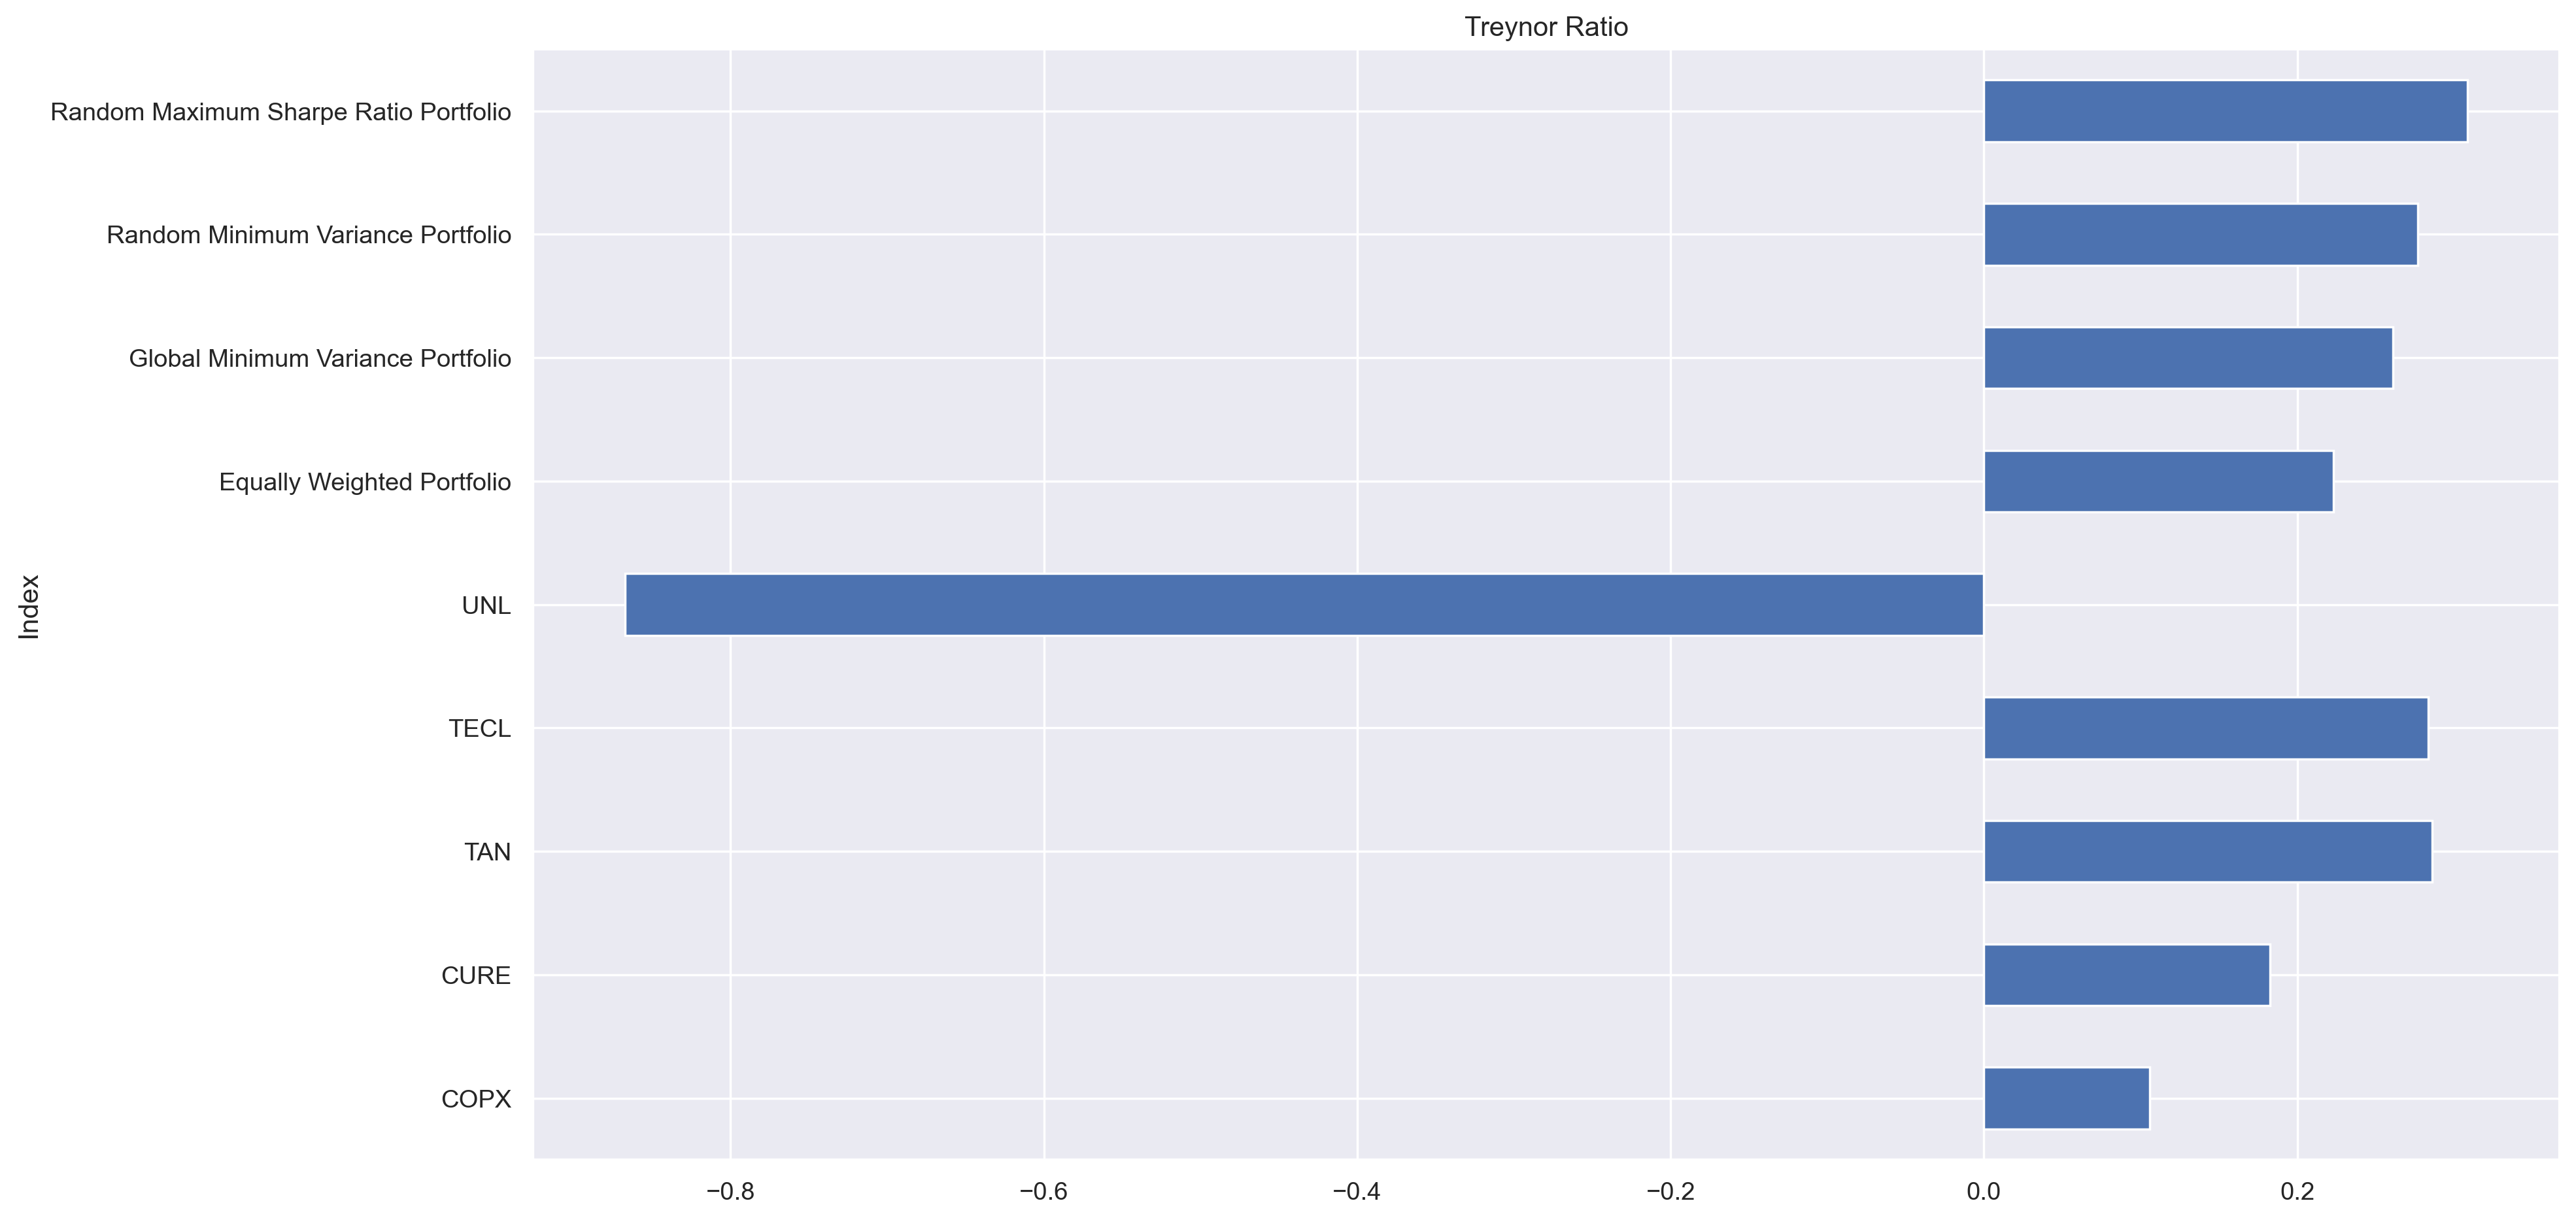 Treynor Ratio
Random Maximum Sharpe Ratio Portfolio
Random Minimum Variance Portfolio
Global Minimum Variance Portfolio
Equally Weighted Portfolio
UNL
TECL
TAN
CURE
COPX
Index
−0.8
−0.6
−0.4
−0.2
0.0
0.2